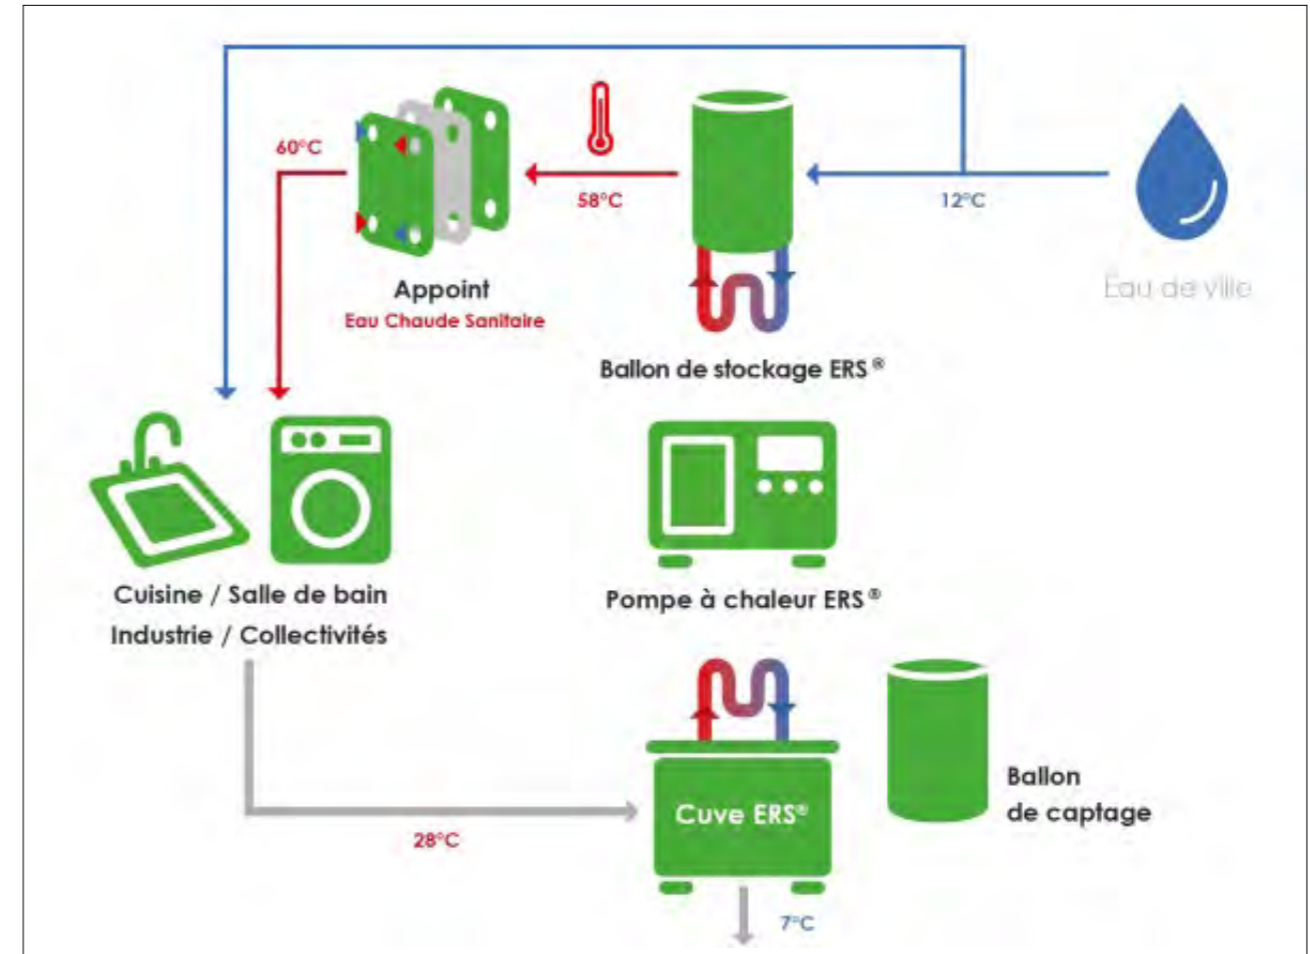 60°C
58°C
12°C
Appoint
Eau Chaude Sanitaire
Eau de ville
Ballon de stockage ERS®
Cuisine / Salle de bain
Industrie / Collectivités
Pompe à chaleur ERS®
Ballon
de captage
Cuve ERS®
28°C
7°C